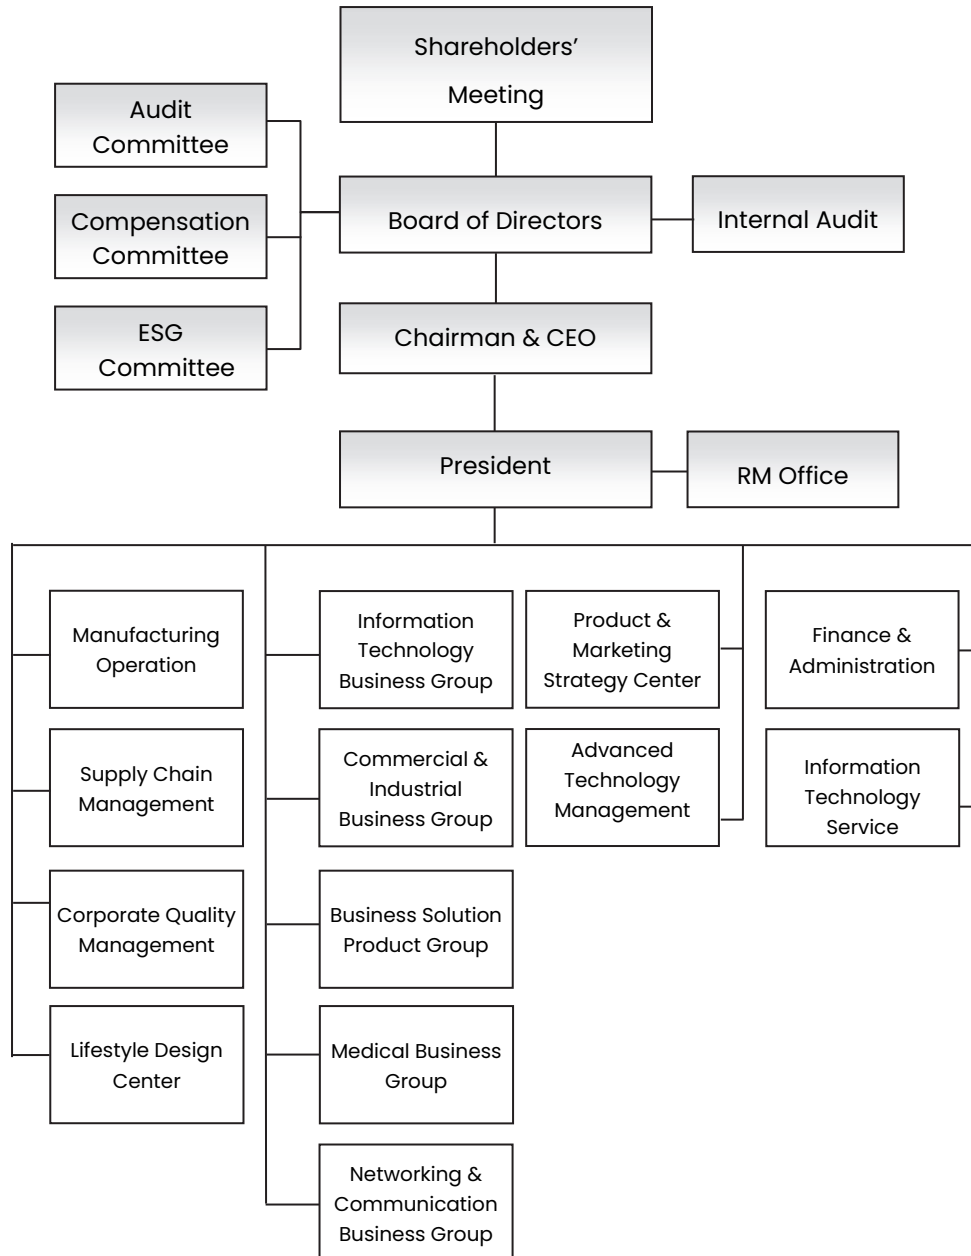 Shareholders’
Meeting
Audit
Committee
Compensation
Committee
ESG
Committee
Board of Directors
Internal Audit
Chairman & CEO
President
RM Office
Manufacturing
Operation
Supply Chain
Management
Corporate Quality
Management
Lifestyle Design
Center
Information
Technology
Business Group
Commercial &
Industrial
Business Group
Business Solution
Product Group
Medical Business
Group
Networking &
Communication
Business Group
Product &
Marketing
Strategy Center
Advanced
Technology
Management
Finance &
Administration
Information
Technology
Service